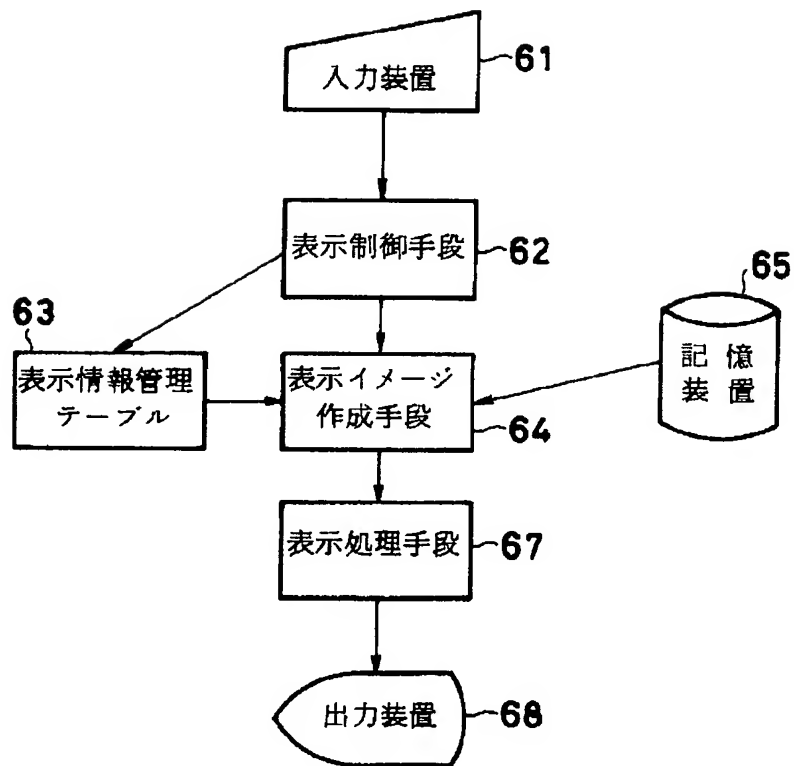 入力装置
61
表示制御手段
62
63
表示情報管理
テーブル
表示イメージ
作成手段
64
65
記憶
装置
表示処理手段
67
出力装置
68